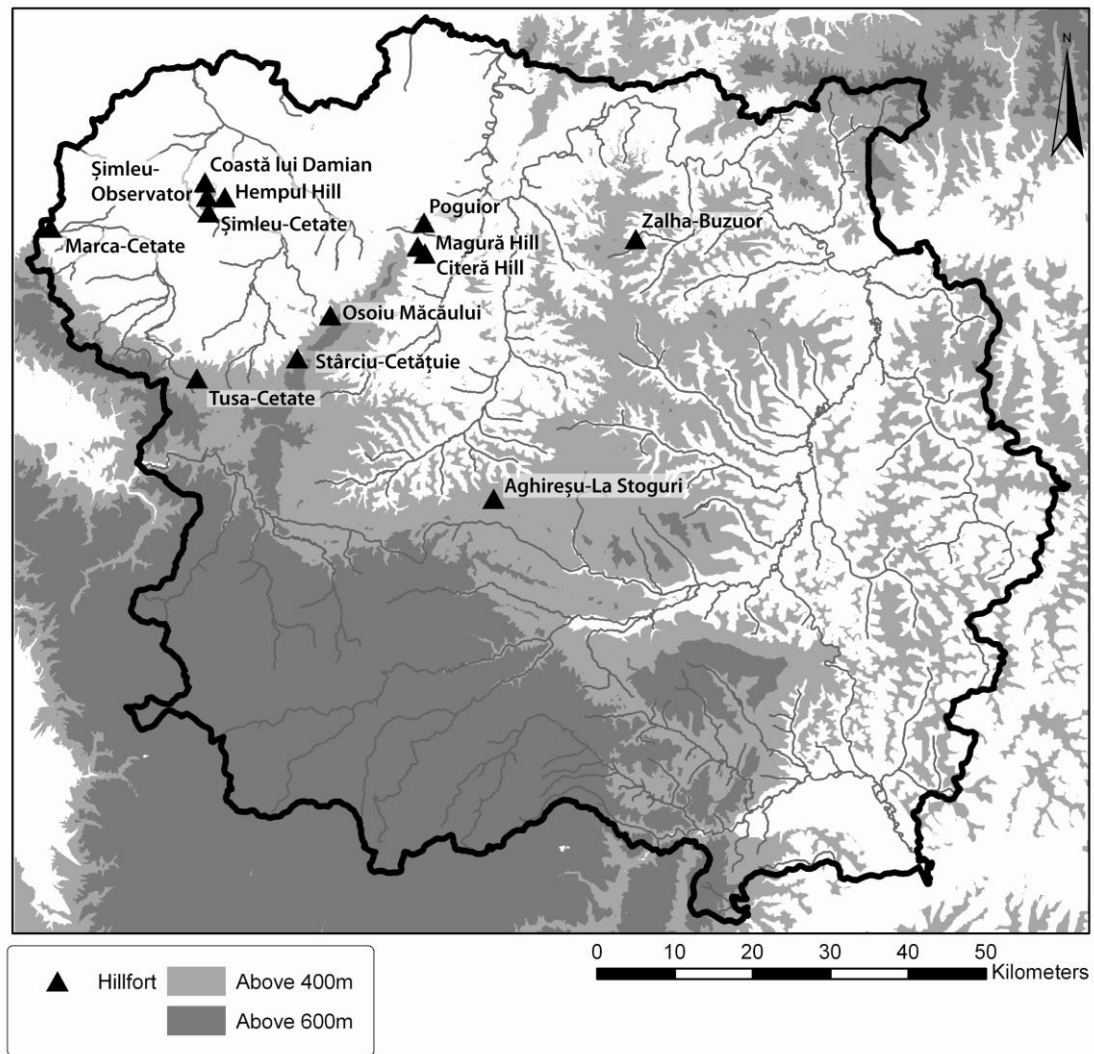 N
Coastă lui Damian
Șimleu-
Observator
Hempul Hill
Șimleu-Cetate
Marca-Cetate
Poguior
Magură Hill
Citeră Hill
Zalha-Buzuor
Osoiu Măcăului
Stârciu-Cetățuie
Tusa-Cetate
Aghireșu-La Stoguri
Hillfort
Above 400m
Above 600m
0 10 20 30 40 50
Kilometers